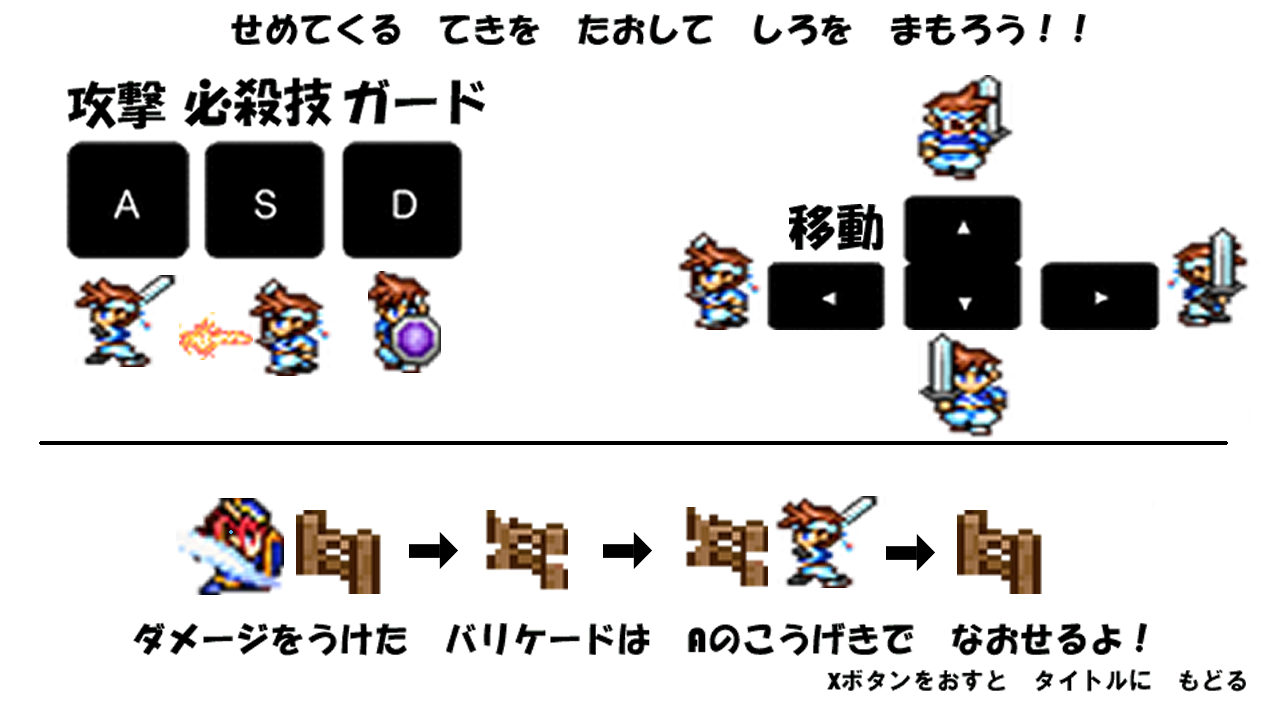 せめてくる　てきを　たおして　しろを　まもろう！！
攻撃 必殺技 ガード
A S D
移動
ダメージをうけた　バリケードは　Aのこうげきで　なおせるよ！
Xボタンをおすと　タイトルに　もどる